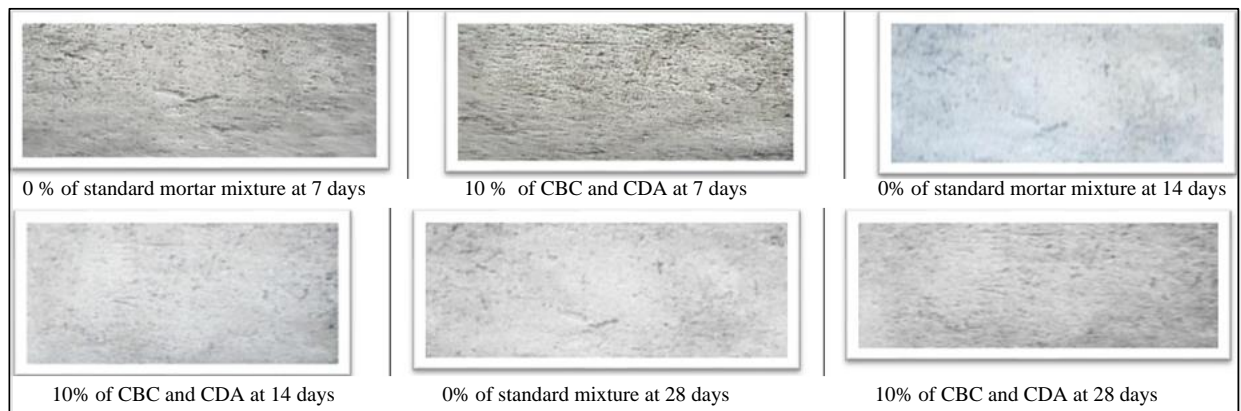 0 % of standard mortar mixture at 7 days
10 % of CBC and CDA at 7 days
0% of standard mortar mixture at 14 days
10% of CBC and CDA at 14 days
0% of standard mixture at 28 days
10% of CBC and CDA at 28 days